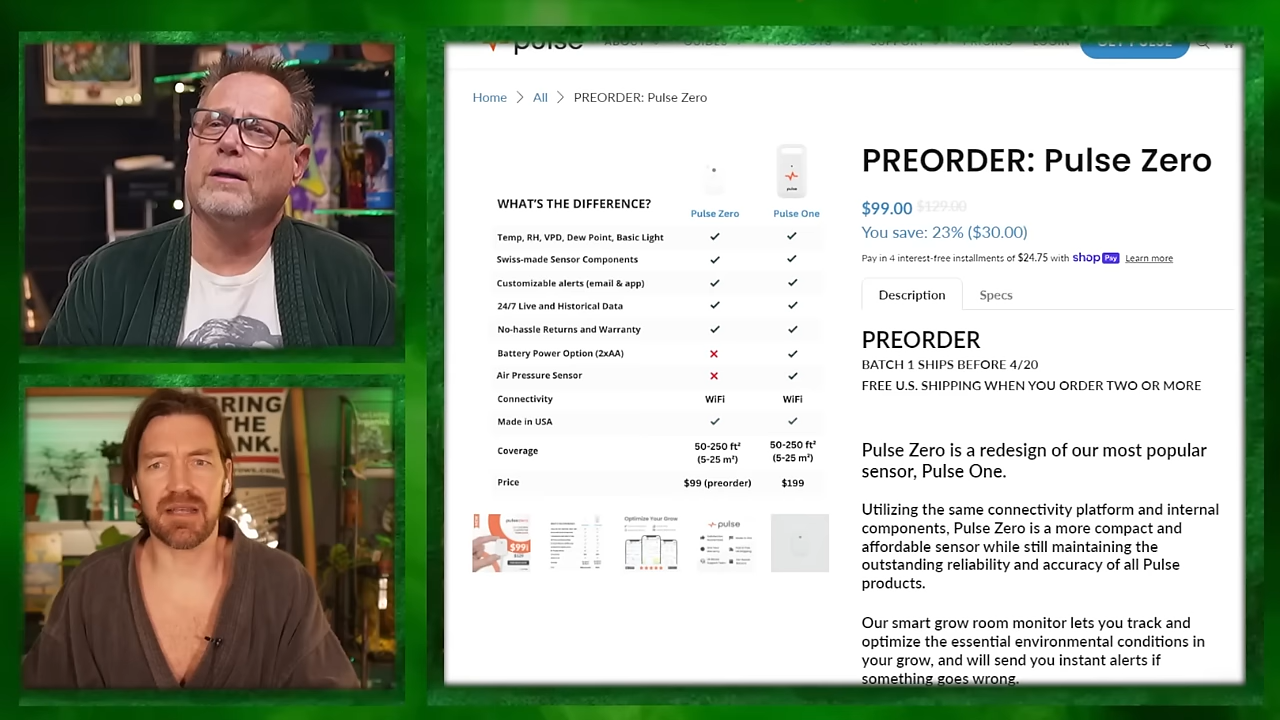 RING
THE
ANK.
pulse
GET PULSE
Home
All
PREORDER: Pulse Zero
WHAT'S THE DIFFERENCE?
Pulse Zero
Pulse One
Temp, RH, VPD, Dew Point, Basic Light
Swiss-made Sensor Components
Customizable alerts (email & app)
24/7 Live and Historical Data
No-hassle Returns and Warranty
Battery Power Option (2xAA)
Air Pressure Sensor
Connectivity WiFi WiFi
Made in USA
Coverage 50-250 ft² (5-25 m²) 50-250 ft² (5-25 m²)
Price $99 (preorder) $199
Optimize Your Grow
pulse
PREORDER: Pulse Zero
$99.00 $129.00
You save: 23% ($30.00)
Pay in 4 interest-free installments of $24.75 with shop Pay Learn more
Description Specs
PREORDER
BATCH 1 SHIPS BEFORE 4/20
FREE U.S. SHIPPING WHEN YOU ORDER TWO OR MORE
Pulse Zero is a redesign of our most popular
sensor, Pulse One.
Utilizing the same connectivity platform and internal
components, Pulse Zero is a more compact and
affordable sensor while still maintaining the
outstanding reliability and accuracy of all Pulse
products.
Our smart grow room monitor lets you track and
optimize the essential environmental conditions in
your grow, and will send you instant alerts if
something goes wrong.